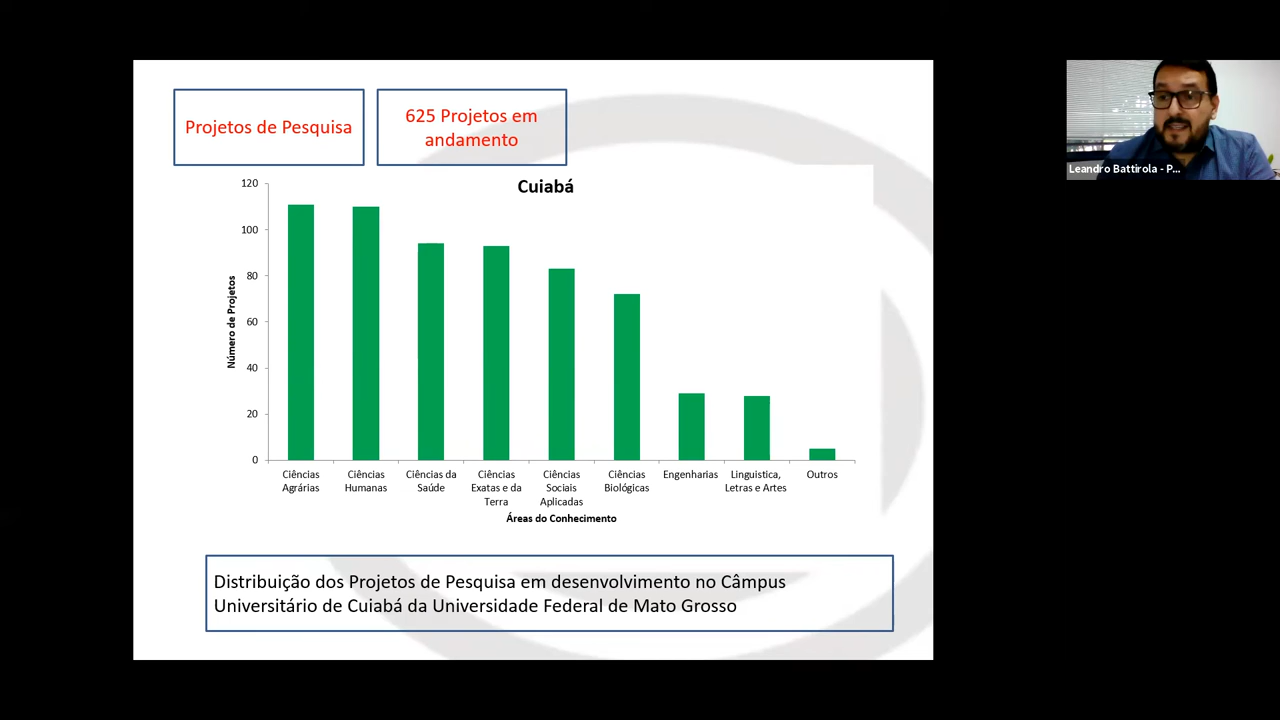 Projetos de Pesquisa
625 Projetos em
andamento
Cuiabá
120
100
80
60
40
20
0
Número de Projetos
Ciências
Agrárias
Ciências
Humanas
Ciências da
Saúde
Ciências
Exatas e da
Terra
Ciências
Sociais
Aplicadas
Ciências
Biológicas
Engenharias
Linguistica,
Letras e Artes
Outros
Áreas do Conhecimento
Distribuição dos Projetos de Pesquisa em desenvolvimento no Câmpus
Universitário de Cuiabá da Universidade Federal de Mato Grosso
Leandro Battirola - P...